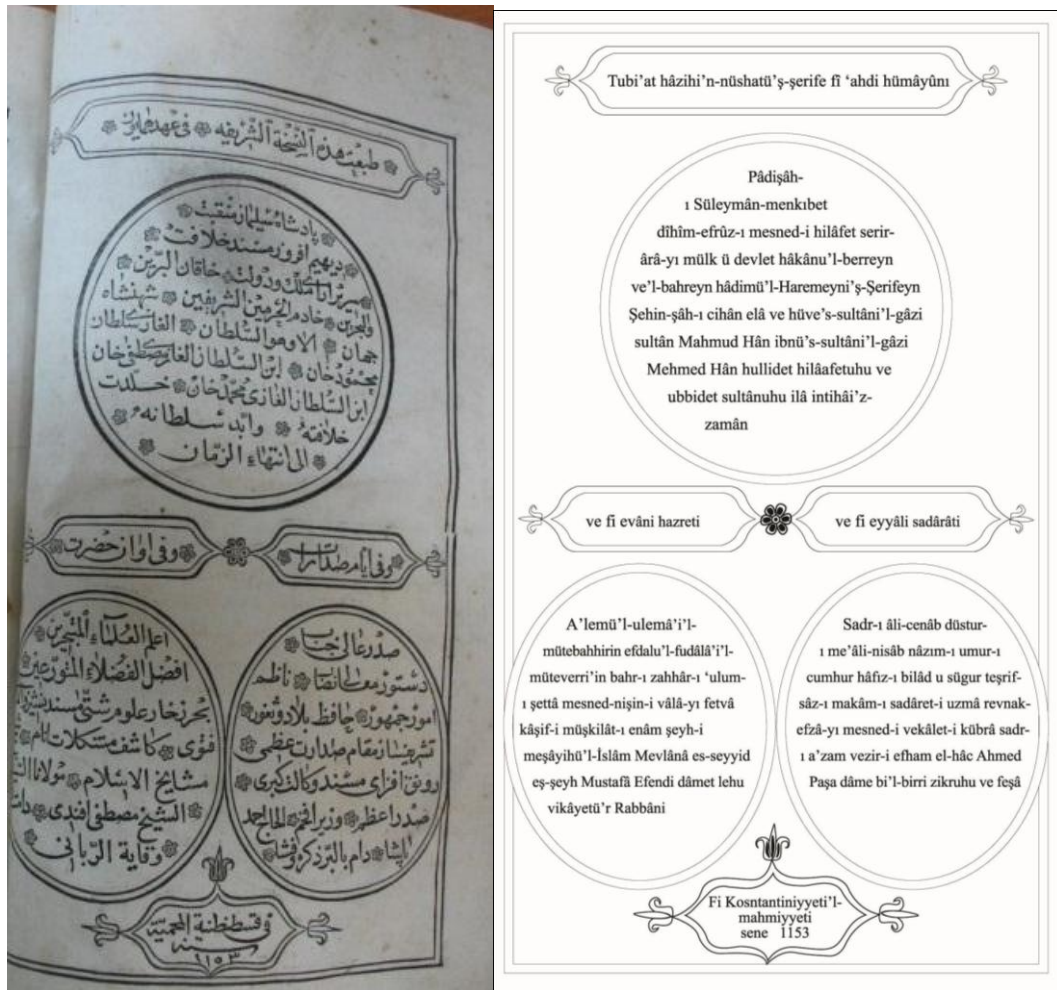 طبعت هذه النسخة الشريفه في عهد همايون
پادشاه سليمان منقبت
ديهيم افروز مسند خلافت
سرير آراى ملك ودولت خاقان البرين
والبحرين خادم الحرمين الشريفين شهنشاه
جهان الا وهو السلطان الغازى سلطان
محمود خان ابن السلطان الغازى مصطفى خان
ابن السلطان الغازى محمد خان خلدت
خلافته وابد سلطانه
الى انتهاء الزمان
وفى ايام صدارت
وفى اوان حضرت
صدر عالى جناب
دستور معالى انتساب ناظم
امور جمهور حافظ بلاد وثغور
تشريفساز مقام صدارت عظمى
رونق افزاى مسند وكالت كبرى
صدر اعظم وزير افخم الحاج احمد
پاشا دام بالبر ذكره وفشا
اعلم العلماء المتبحرين
افضل الفضلاء المتورعين
بحر زخار علوم شتى مسند نشين
فتوى كاشف مشكلات انام
مشايخ الاسلام مولانا
الشيخ مصطفى افندى
وقاية الربانى
فى قسطنطنية المحمية
سنه
١١٥٣
Tubi’at hâzihi’n-nüshatü’ş-şerife fî ‘ahdi hümâyûnı
Pâdişâh-
ı Süleymân-menkıbet
dîhîm-efrûz-ı mesned-i hilâfet serir-
ârâ-yı mülk ü devlet hâkânu’l-berreyn
ve’l-bahreyn hâdimü’l-Haremeyni’ş-Şerifeyn
Şehin-şâh-ı cihân elâ ve hüve’s-sultâni’l-gâzi
sultân Mahmud Hân ibnü’s-sultâni’l-gâzi
Mehmed Hân hullidet hilâafetuhu ve
ubbidet sultânuhu ilâ intihâi’z-
zamân
ve fî evâni hazreti
ve fî eyyâli sadârâti
A’lemü’l-ulemâ’i’l-
mütebahhirin efdalu’l-fudâlâ’i’l-
müteverri’in bahr-ı zahhâr-ı ‘ulum-
ı şettâ mesned-nişin-i vâlâ-yı fetvâ
kâşif-i müşkilât-ı enâm şeyh-i
meşâyihü’l-İslâm Mevlânâ es-seyyid
eş-şeyh Mustafâ Efendi dâmet lehu
vikâyetü’r Rabbâni
Sadr-ı âli-cenâb düstur-
ı me’âli-nisâb nâzım-ı umur-ı
cumhur hâfız-ı bilâd u sügur teşrif-
sâz-ı makâm-ı sadâret-i uzmâ revnak-
efzâ-yı mesned-i vekâlet-i kübrâ sadr-
ı a’zam vezir-i efham el-hâc Ahmed
Paşa dâme bi’l-birri zikruhu ve feşâ
Fi Kosntantiniyyeti’l-
mahmiyyeti
sene 1153